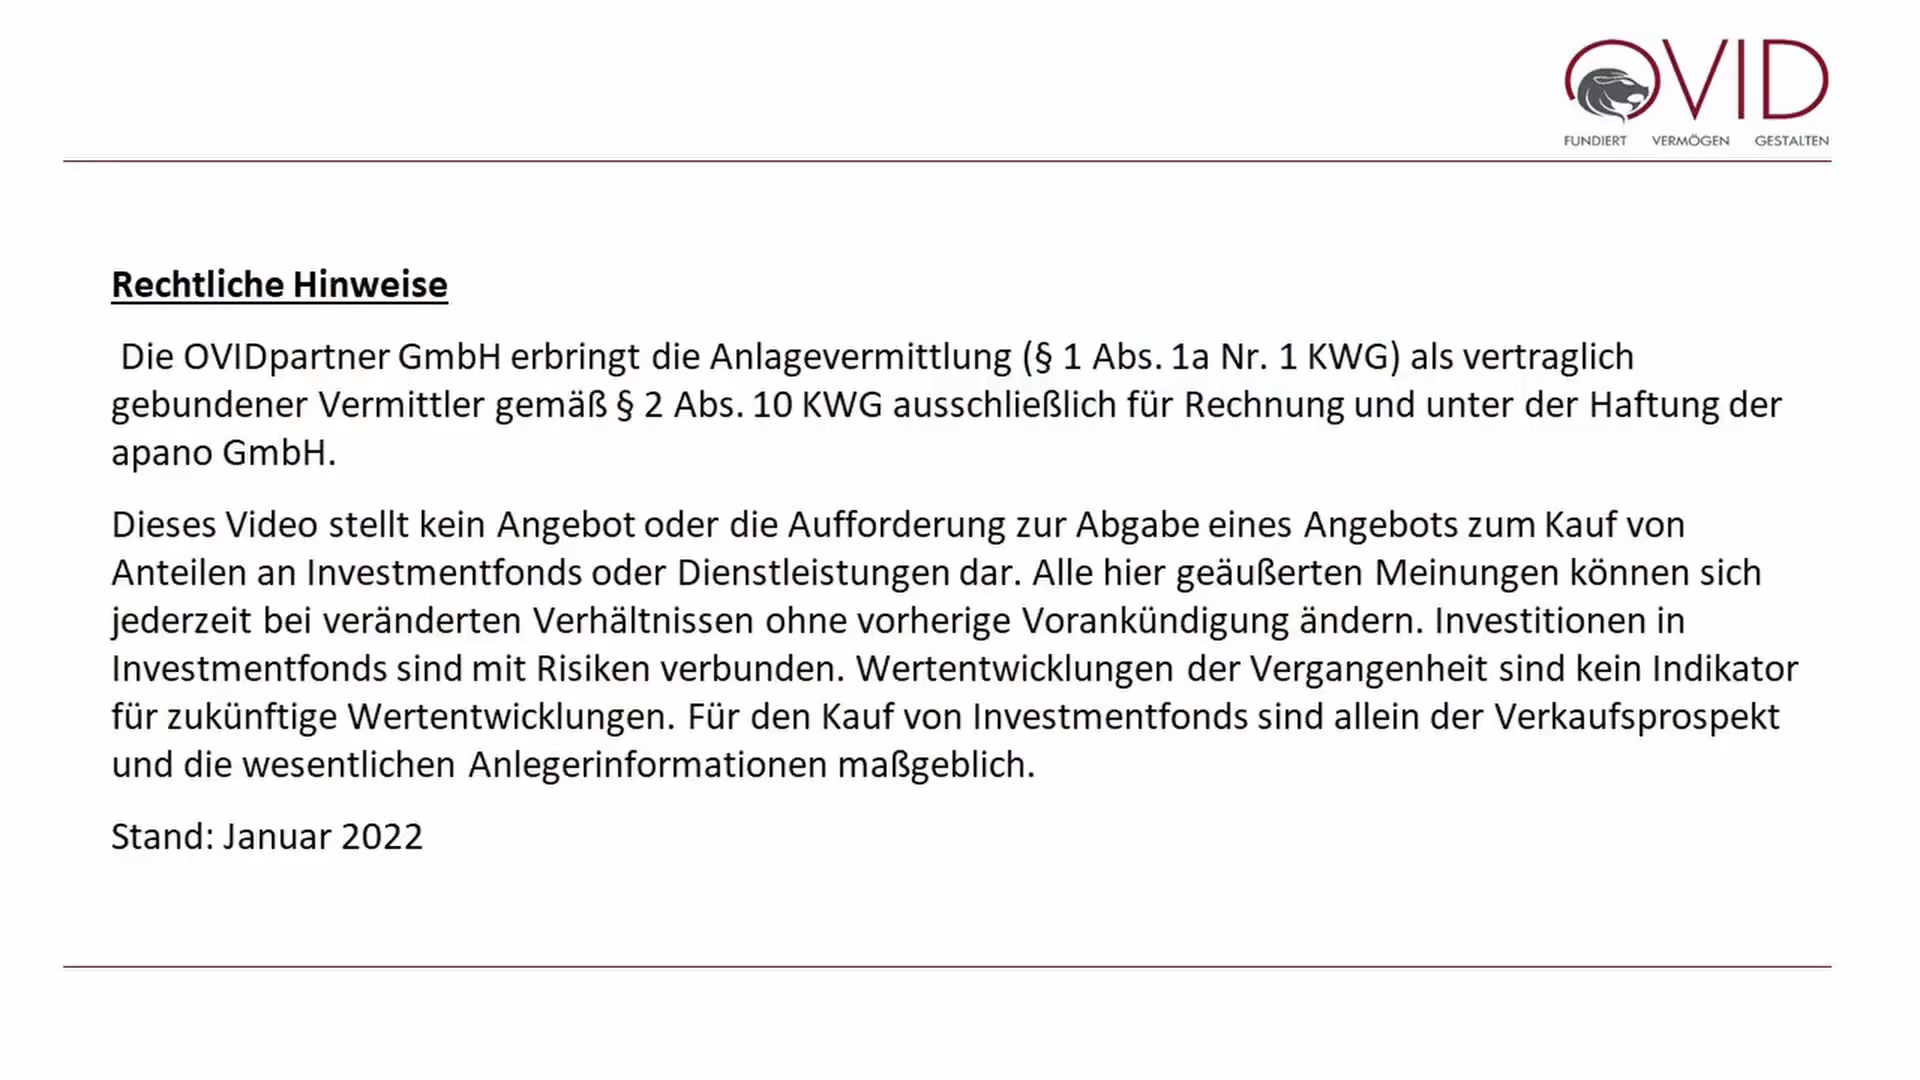 OVID
FUNDIERT VERMÖGEN GESTALTEN
Rechtliche Hinweise
Die OVIDpartner GmbH erbringt die Anlagevermittlung (§ 1 Abs. 1a Nr. 1 KWG) als vertraglich
gebundener Vermittler gemäß § 2 Abs. 10 KWG ausschließlich für Rechnung und unter der Haftung der
apano GmbH.
Dieses Video stellt kein Angebot oder die Aufforderung zur Abgabe eines Angebots zum Kauf von
Anteilen an Investmentfonds oder Dienstleistungen dar. Alle hier geäußerten Meinungen können sich
jederzeit bei veränderten Verhältnissen ohne vorherige Vorankündigung ändern. Investitionen in
Investmentfonds sind mit Risiken verbunden. Wertentwicklungen der Vergangenheit sind kein Indikator
für zukünftige Wertentwicklungen. Für den Kauf von Investmentfonds sind allein der Verkaufsprospekt
und die wesentlichen Anlegerinformationen maßgeblich.
Stand: Januar 2022